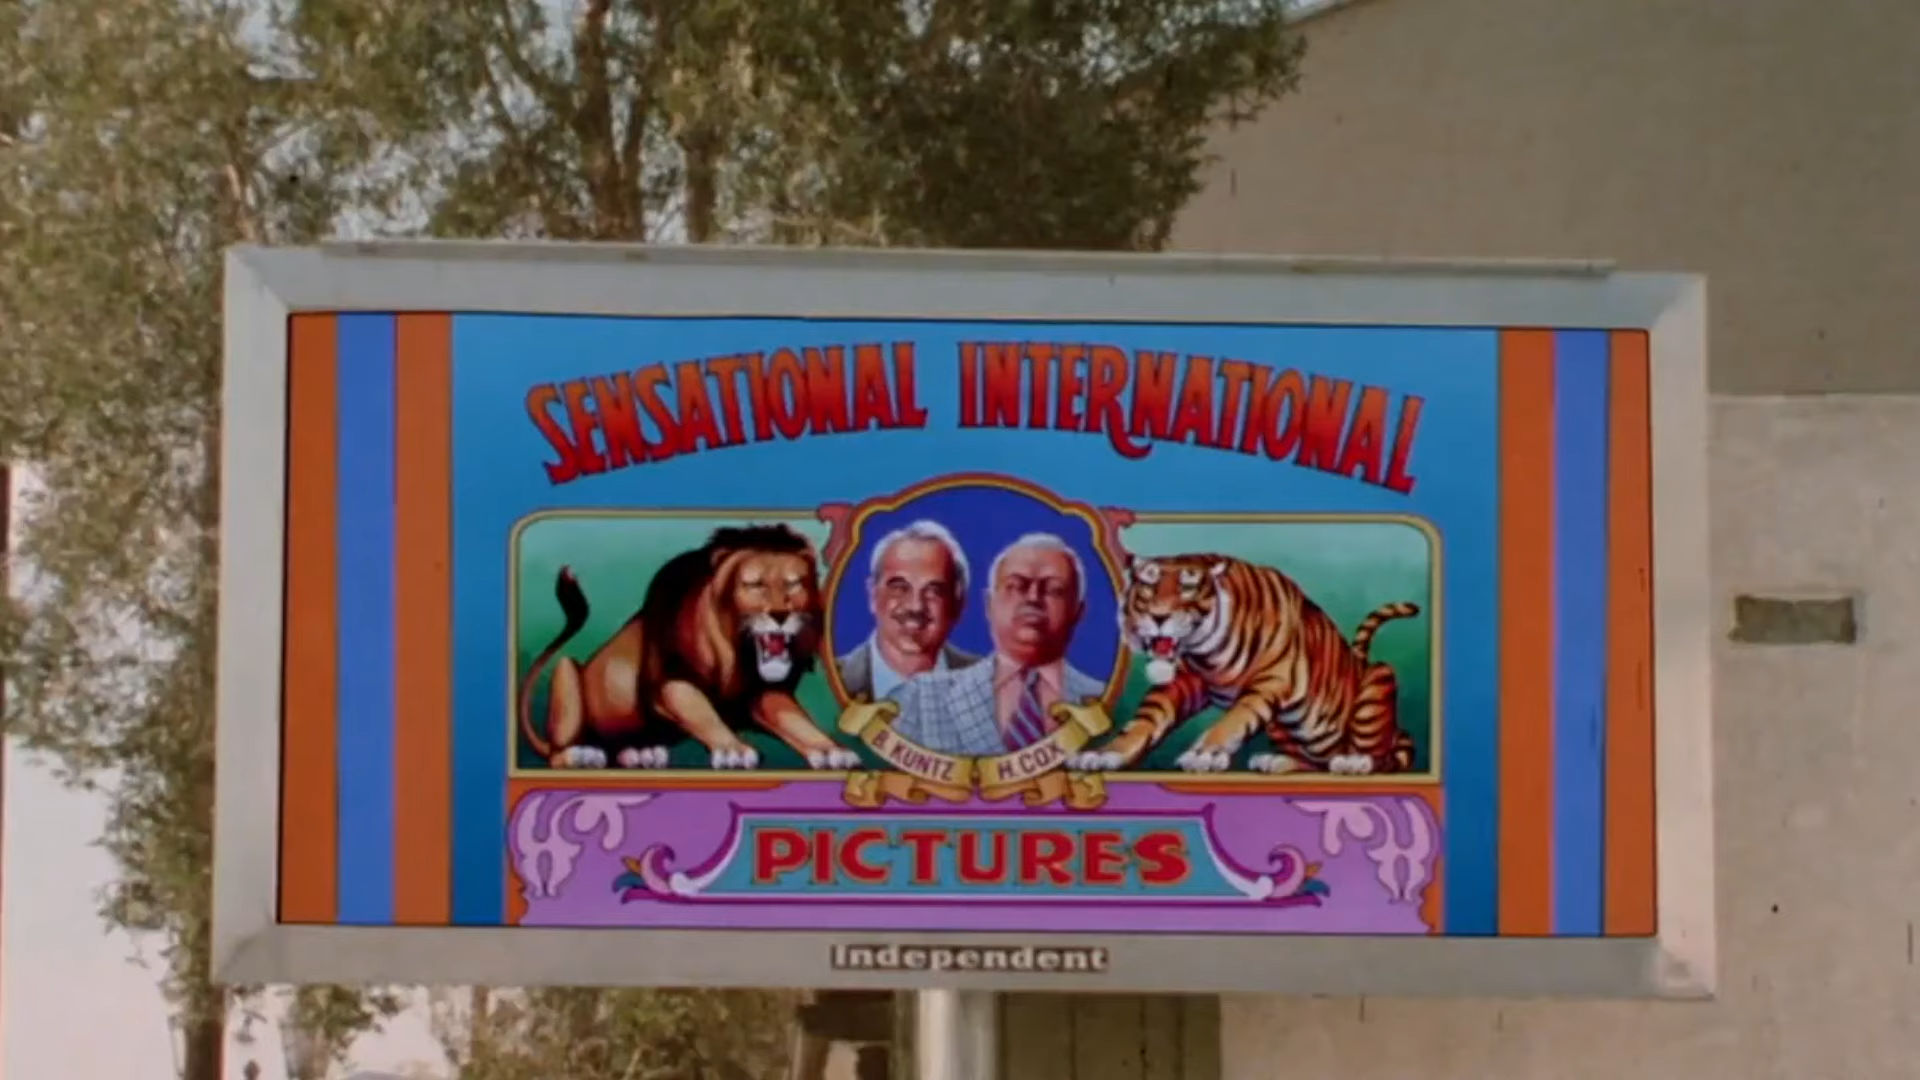 SENSATIONAL INTERNATIONAL
B. KUNTZ H. COX
PICTURES
Independent